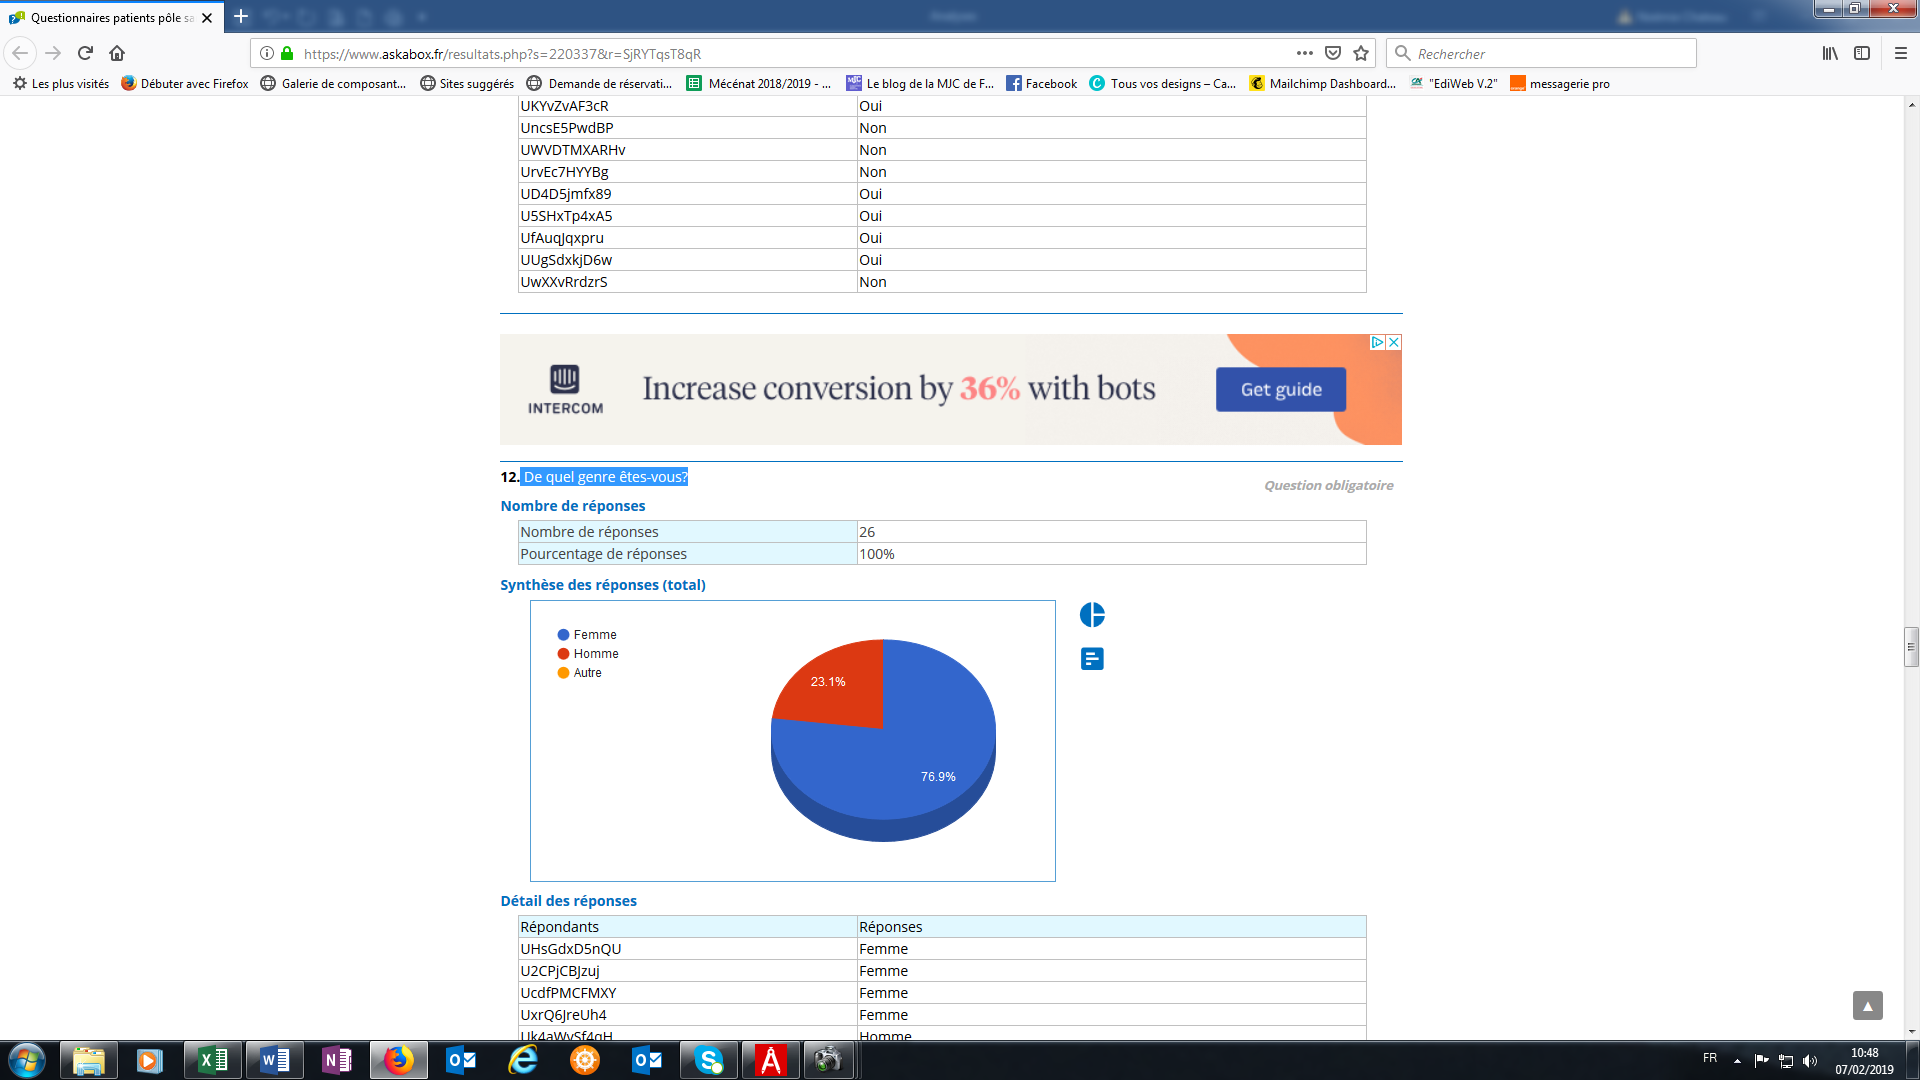 Questionnaires patients pôle sa
https://www.askabox.fr/resultats.php?s=220337&r=SjRYTqsT8qR
Rechercher
Les plus visités
Débuter avec Firefox
Galerie de composant...
Sites suggérés
Demande de réservati...
Mécénat 2018/2019 - ...
Le blog de la MJC de F...
Facebook
Tous vos designs – Ca...
Mailchimp Dashboard...
"EdiWeb V.2"
messagerie pro
UKYvZvAF3cR Oui
UncsE5PwdBP Non
UWVDTMXARHv Non
UrvEc7HYYBg Non
UD4D5jmfx89 Oui
U5SHxTp4xA5 Oui
UfAuqJqxpru Oui
UUgSdxkjD6w Oui
UwXXvRrdzrS Non
INTERCOM
Increase conversion by 36% with bots
Get guide
12. De quel genre êtes-vous?
Question obligatoire
Nombre de réponses
Nombre de réponses 26
Pourcentage de réponses 100%
Synthèse des réponses (total)
Femme
Homme
Autre
23.1%
76.9%
Détail des réponses
Répondants Réponses
UHsGdxD5nQU Femme
U2CPjCBJzuj Femme
UcdfPMCFMXY Femme
UxrQ6JreUh4 Femme
Uk4aWvSf4qH Homme
FR
10:48
07/02/2019